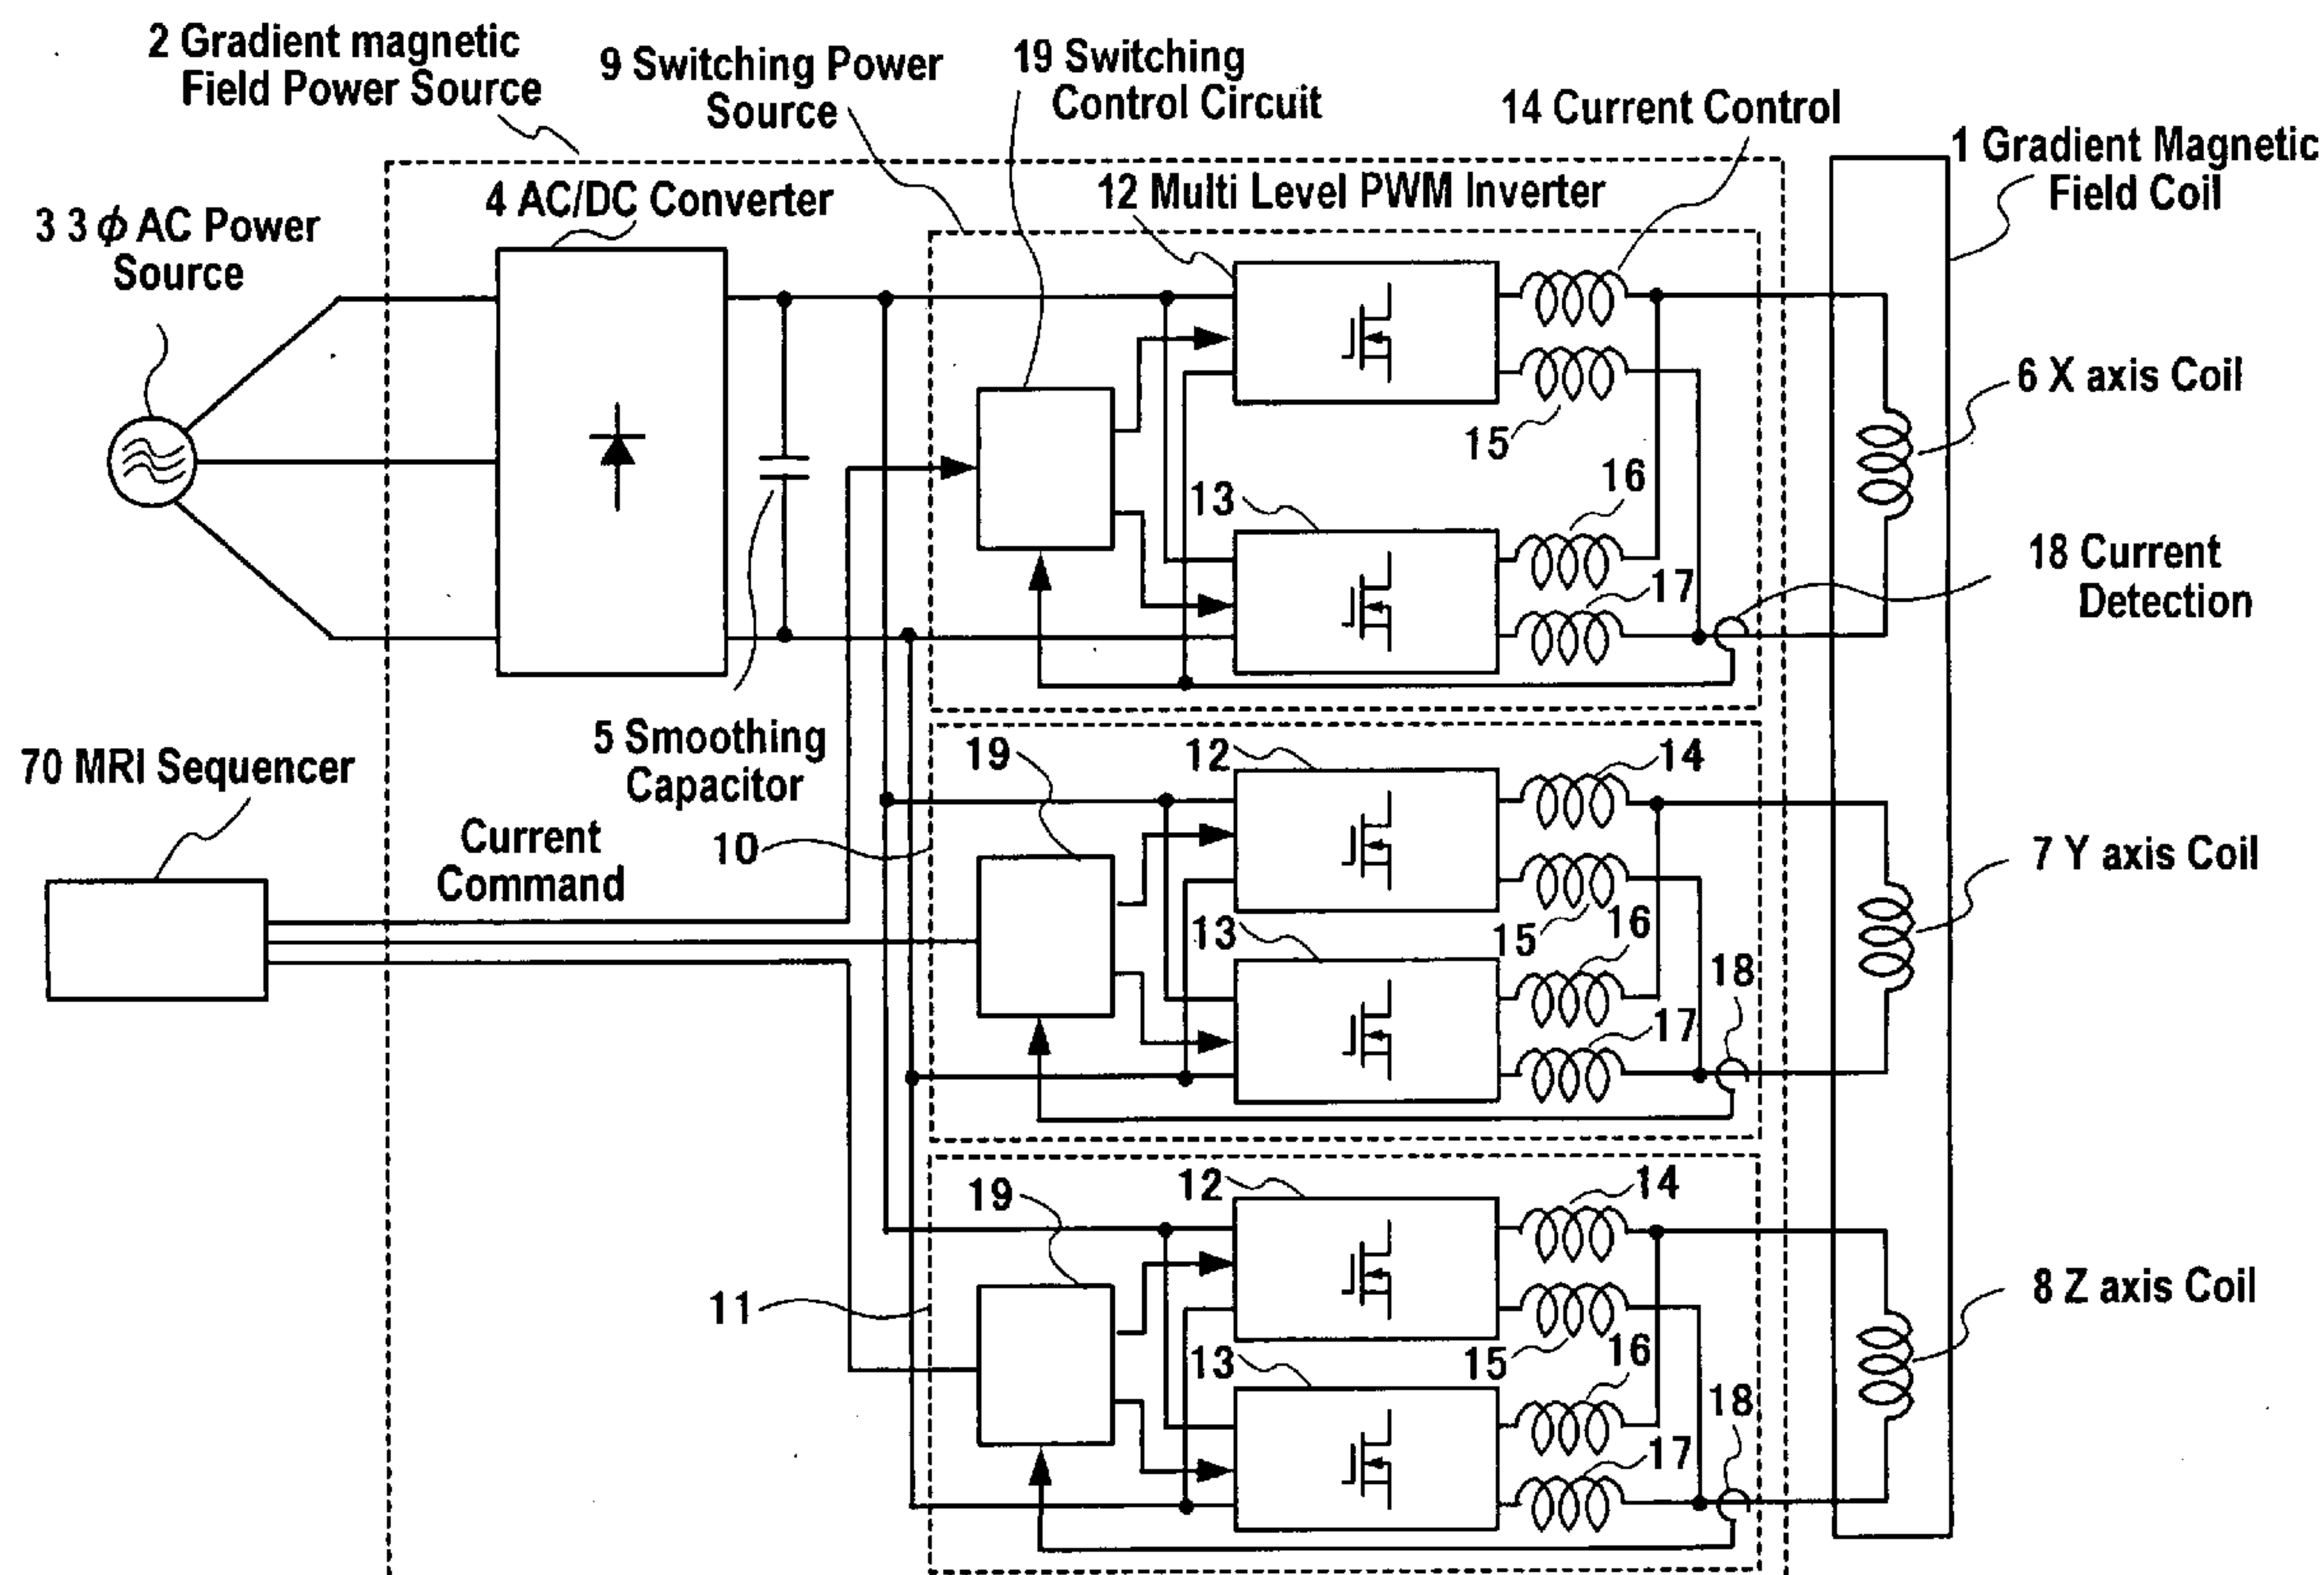 2 Gradient magnetic
Field Power Source
9 Switching Power
Source
19 Switching
Control Circuit
14 Current Control
1 Gradient Magnetic
Field Coil
3 3 ϕ AC Power
Source
4 AC/DC Converter
12 Multi Level PWM Inverter
6 X axis Coil
15
16
13
17
18 Current
Detection
5 Smoothing
Capacitor
70 MRI Sequencer
Current
Command
10
19
12
14
15
16
13
17
18
7 Y axis Coil
11
19
12
14
15
16
13
17
18
8 Z axis Coil